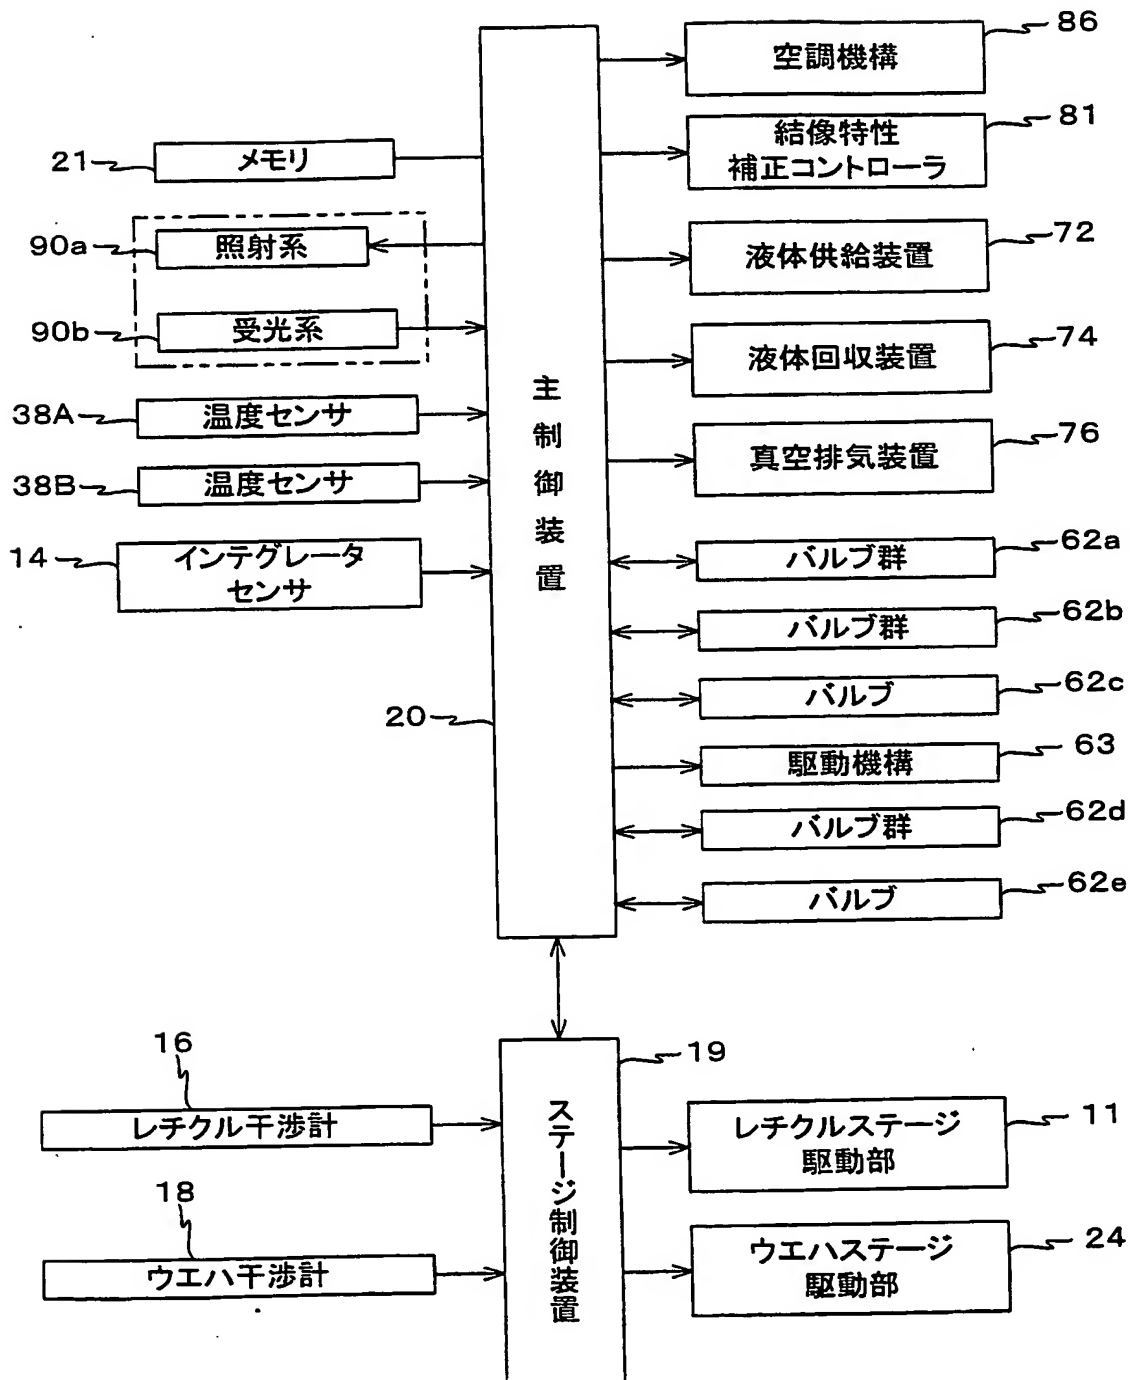 86
空調機構
81
結像特性
補正コントローラ
21
メモリ
90a
照射系
72
液体供給装置
90b
受光系
74
液体回収装置
38A
温度センサ
76
真空排気装置
38B
温度センサ
主制御装置
14
インテグレータ
センサ
62a
バルブ群
62b
バルブ群
62c
バルブ
20
63
駆動機構
62d
バルブ群
62e
バルブ
16
レチクル干渉計
19
ステージ制御装置
11
レチクルステージ
駆動部
18
ウエハ干渉計
24
ウエハステージ
駆動部